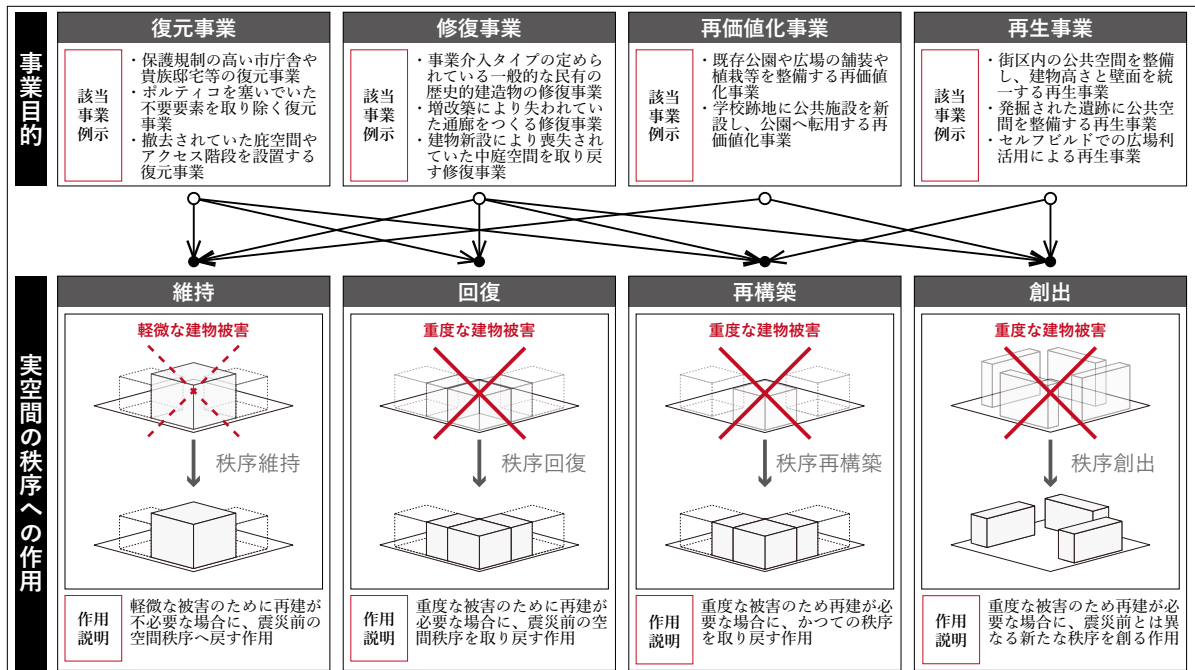 事業目的
復元事業
該当
事業
例示
・保護規制の高い市庁舎や
貴族邸宅等の復元事業
・ポルティコを塞いでいた
不要要素を取り除く復元
事業
・撤去されていた庇空間や
アクセス階段を設置する
復元事業
修復事業
該当
事業
例示
・事業介入タイプの定めら
れている一般的な民有の
歴史的建造物の修復事業
・増改築により失われてい
た通廊をつくる修復事業
・建物新設により喪失され
ていた中庭空間を取り戻
す修復事業
再価値化事業
該当
事業
例示
・既存公園や広場の舗装や
植栽等を整備する再価値
化事業
・学校跡地に公共施設を新
設し、公園へ転用する再
価値化事業
再生事業
該当
事業
例示
・街区内の公共空間を整備
し、建物高さと壁面を統
一する再生事業
・発掘された遺跡に公共空
間を整備する再生事業
・セルフビルドでの広場利
活用による再生事業
実空間の秩序への作用
維持
軽微な建物被害
秩序維持
作用
説明
軽微な被害のために再建が
不必要な場合に、震災前の
空間秩序へ戻す作用
回復
重度な建物被害
秩序回復
作用
説明
重度な被害のために再建が
必要な場合に、震災前の空
間秩序を取り戻す作用
再構築
重度な建物被害
秩序再構築
作用
説明
重度な被害のため再建が必
要な場合に、かつての秩序
を取り戻す作用
創出
重度な建物被害
秩序創出
作用
説明
重度な被害のため再建が必
要な場合に、震災前とは異
なる新たな秩序を創る作用